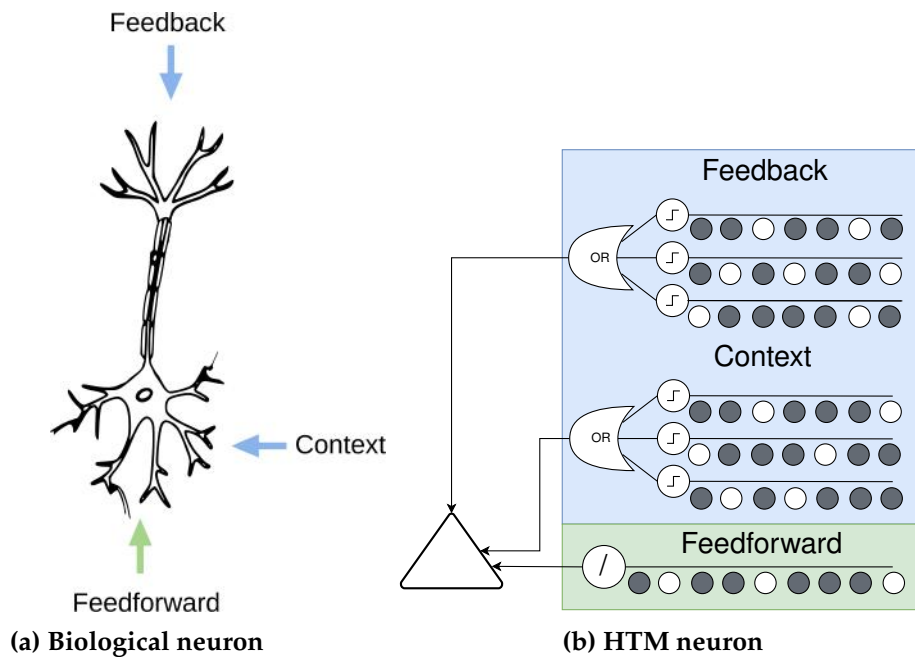 Feedback
Context
Feedforward
(a) Biological neuron
Feedback
OR
Context
OR
Feedforward
/
(b) HTM neuron